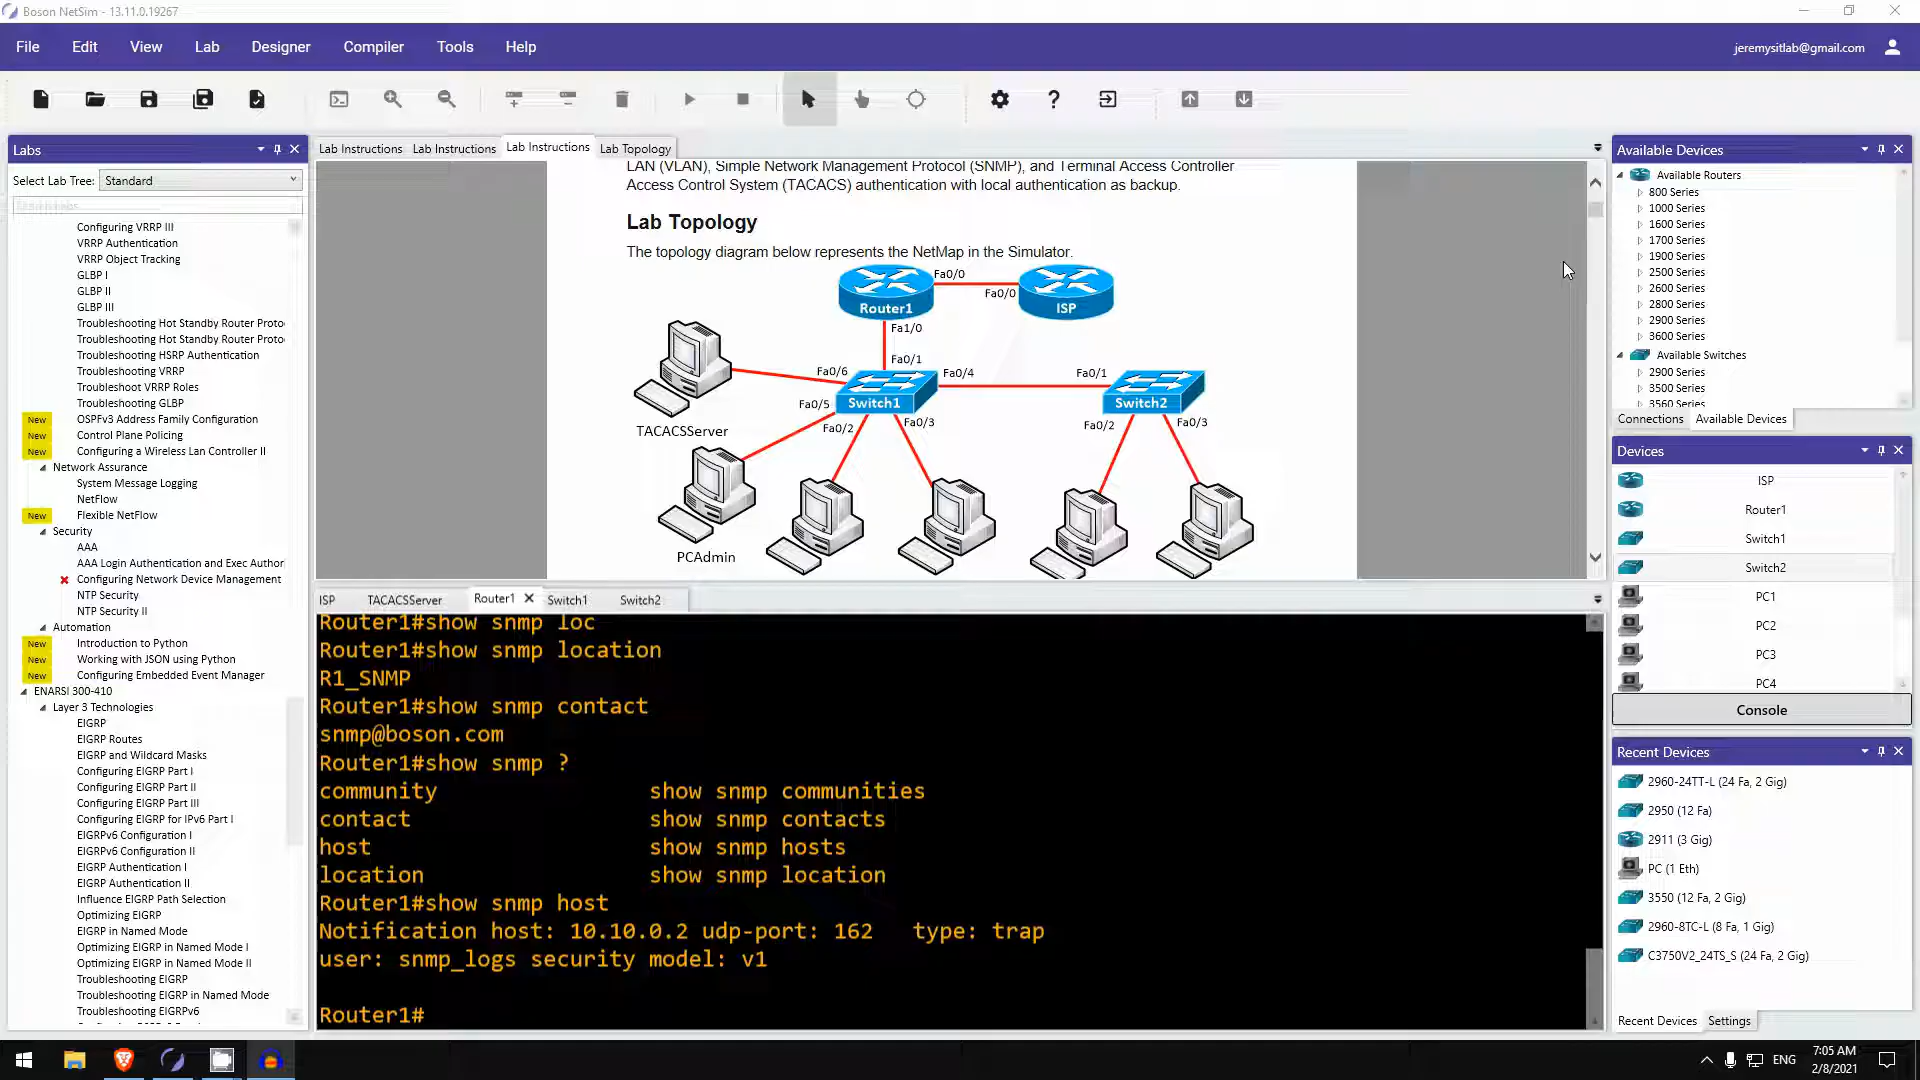 Boson NetSim - 13.11.0.19267
File Edit View Lab Designer Compiler Tools Help
jeremysitlab@gmail.com
Labs
Select Lab Tree: Standard
Search Labs
Configuring VRRP III
VRRP Authentication
VRRP Object Tracking
GLBP I
GLBP II
GLBP III
Troubleshooting Hot Standby Router Proto
Troubleshooting Hot Standby Router Proto
Troubleshooting HSRP Authentication
Troubleshooting VRRP
Troubleshoot VRRP Roles
Troubleshooting GLBP
New OSPFv3 Address Family Configuration
New Control Plane Policing
New Configuring a Wireless Lan Controller II
Network Assurance
System Message Logging
NetFlow
New Flexible NetFlow
Security
AAA
AAA Login Authentication and Exec Author
Configuring Network Device Management
NTP Security
NTP Security II
Automation
New Introduction to Python
New Working with JSON using Python
New Configuring Embedded Event Manager
ENARSI 300-410
Layer 3 Technologies
EIGRP
EIGRP Routes
EIGRP and Wildcard Masks
Configuring EIGRP Part I
Configuring EIGRP Part II
Configuring EIGRP Part III
Configuring EIGRP for IPv6 Part I
EIGRPv6 Configuration I
EIGRPv6 Configuration II
EIGRP Authentication I
EIGRP Authentication II
Influence EIGRP Path Selection
Optimizing EIGRP
EIGRP in Named Mode
Optimizing EIGRP in Named Mode I
Optimizing EIGRP in Named Mode II
Troubleshooting EIGRP
Troubleshooting EIGRP in Named Mode
Troubleshooting EIGRPv6
Lab Instructions Lab Instructions Lab Instructions Lab Topology
LAN (VLAN), Simple Network Management Protocol (SNMP), and Terminal Access Controller
Access Control System (TACACS) authentication with local authentication as backup.
Lab Topology
The topology diagram below represents the NetMap in the Simulator.
Fa0/0
Fa0/0
Router1
ISP
Fa1/0
Fa0/1
Fa0/6
Fa0/4
Fa0/1
Switch1
Switch2
Fa0/5
Fa0/2
Fa0/3
Fa0/2
Fa0/3
TACACSServer
PCAdmin
ISP TACACSServer Router1 Switch1 Switch2
Router1#show snmp loc
Router1#show snmp location
R1_SNMP
Router1#show snmp contact
snmp@boson.com
Router1#show snmp ?
community show snmp communities
contact show snmp contacts
host show snmp hosts
location show snmp location
Router1#show snmp host
Notification host: 10.10.0.2 udp-port: 162 type: trap
user: snmp_logs security model: v1
Router1#
Available Devices
Available Routers
800 Series
1000 Series
1600 Series
1700 Series
1900 Series
2500 Series
2600 Series
2800 Series
2900 Series
3600 Series
Available Switches
2900 Series
3500 Series
3560 Series
Connections Available Devices
Devices
ISP
Router1
Switch1
Switch2
PC1
PC2
PC3
PC4
Console
Recent Devices
2960-24TT-L (24 Fa, 2 Gig)
2950 (12 Fa)
2911 (3 Gig)
PC (1 Eth)
3550 (12 Fa, 2 Gig)
2960-8TC-L (8 Fa, 1 Gig)
C3750V2_24TS_S (24 Fa, 2 Gig)
Recent Devices Settings
ENG
7:05 AM
2/8/2021